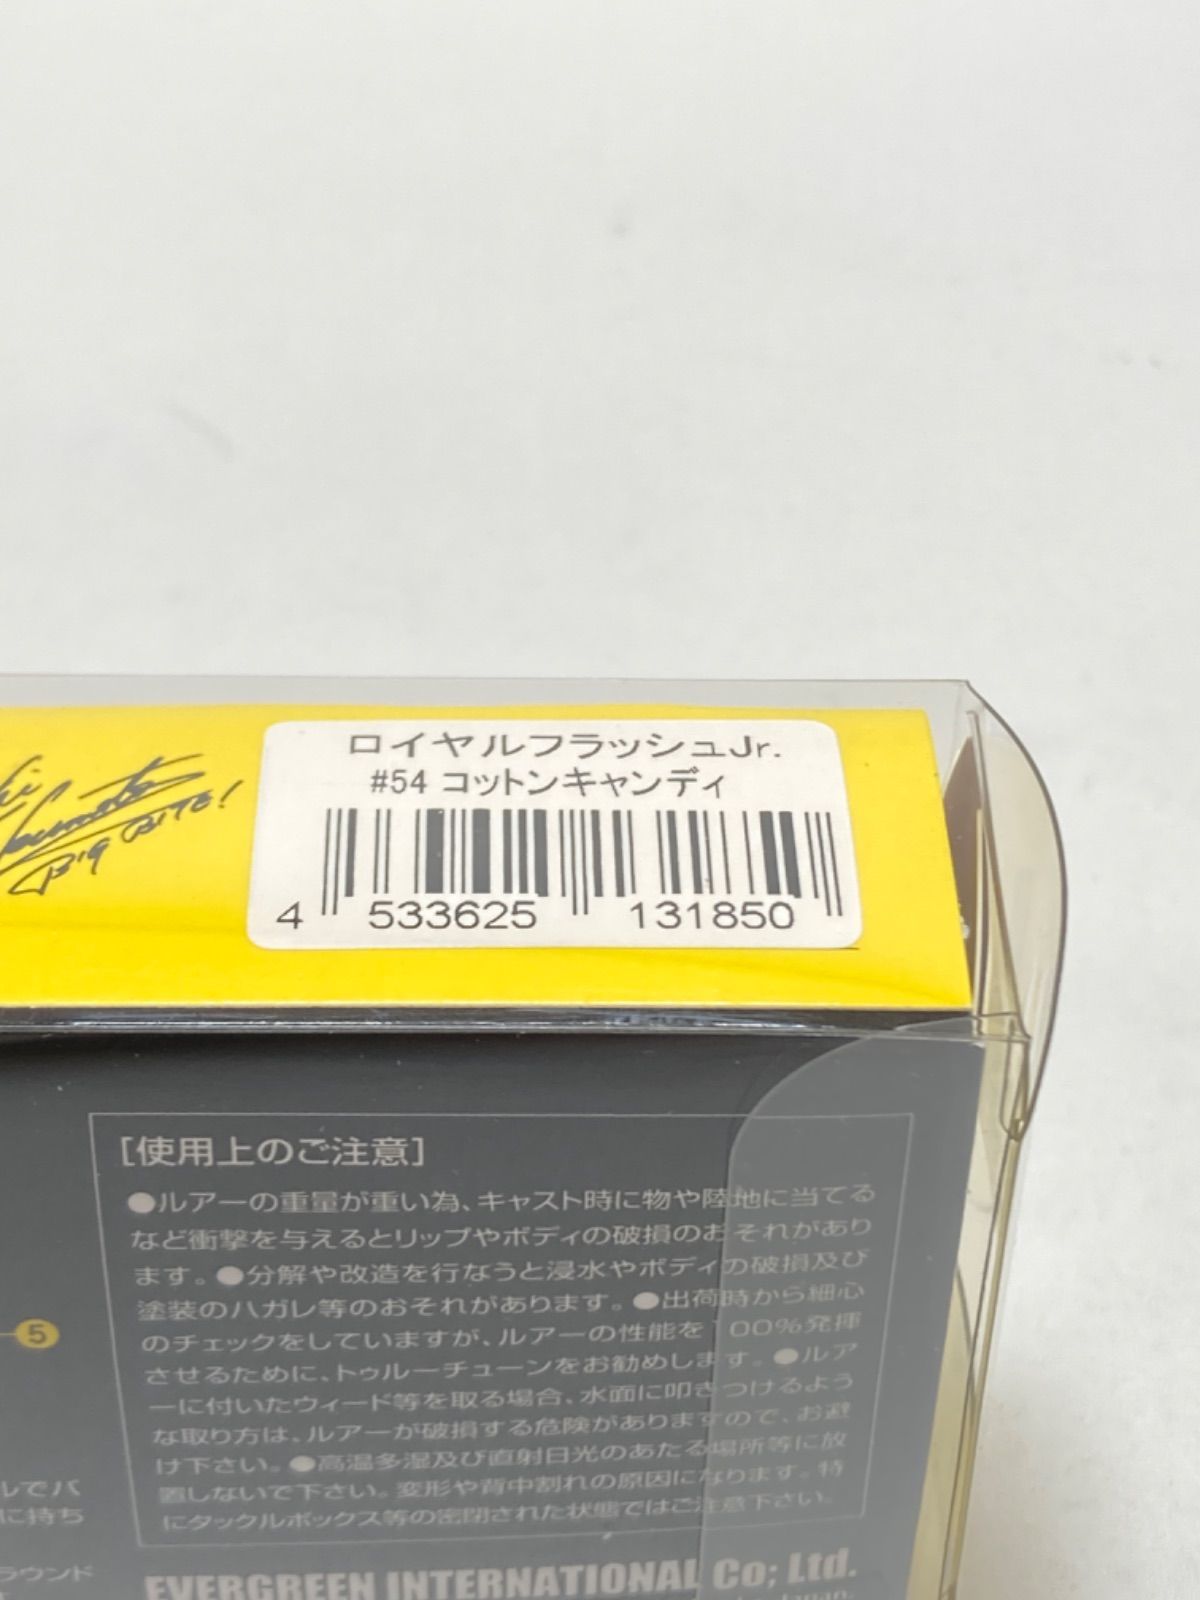 ロイヤルフラッシュJr.
#54 コットンキャンディ
4 533625 131850
BIG BITE!
[使用上のご注意]
●ルアーの重量が重い為、キャスト時に物や陸地に当てる
など衝撃を与えるとリップやボディの破損のおそれがあり
ます。●分解や改造を行なうと浸水やボディの破損及び
塗装のハガレ等のおそれがあります。●出荷時から細心
のチェックをしていますが、ルアーの性能を100%発揮
させるために、トゥルーチューンをお勧めします。●ルア
ーに付いたウィード等を取る場合、水面に叩きつけるよう
な取り方は、ルアーが破損する危険がありますので、お避
け下さい。●高温多湿及び直射日光のあたる場所等に放
置しないで下さい。変形や背中割れの原因になります。特
にタックルボックス等の密閉された状態ではご注意下さい。
5
ルでバ
に持ち
ラウンド
EVERGREEN INTERNATIONAL Co; Ltd.
Japan.